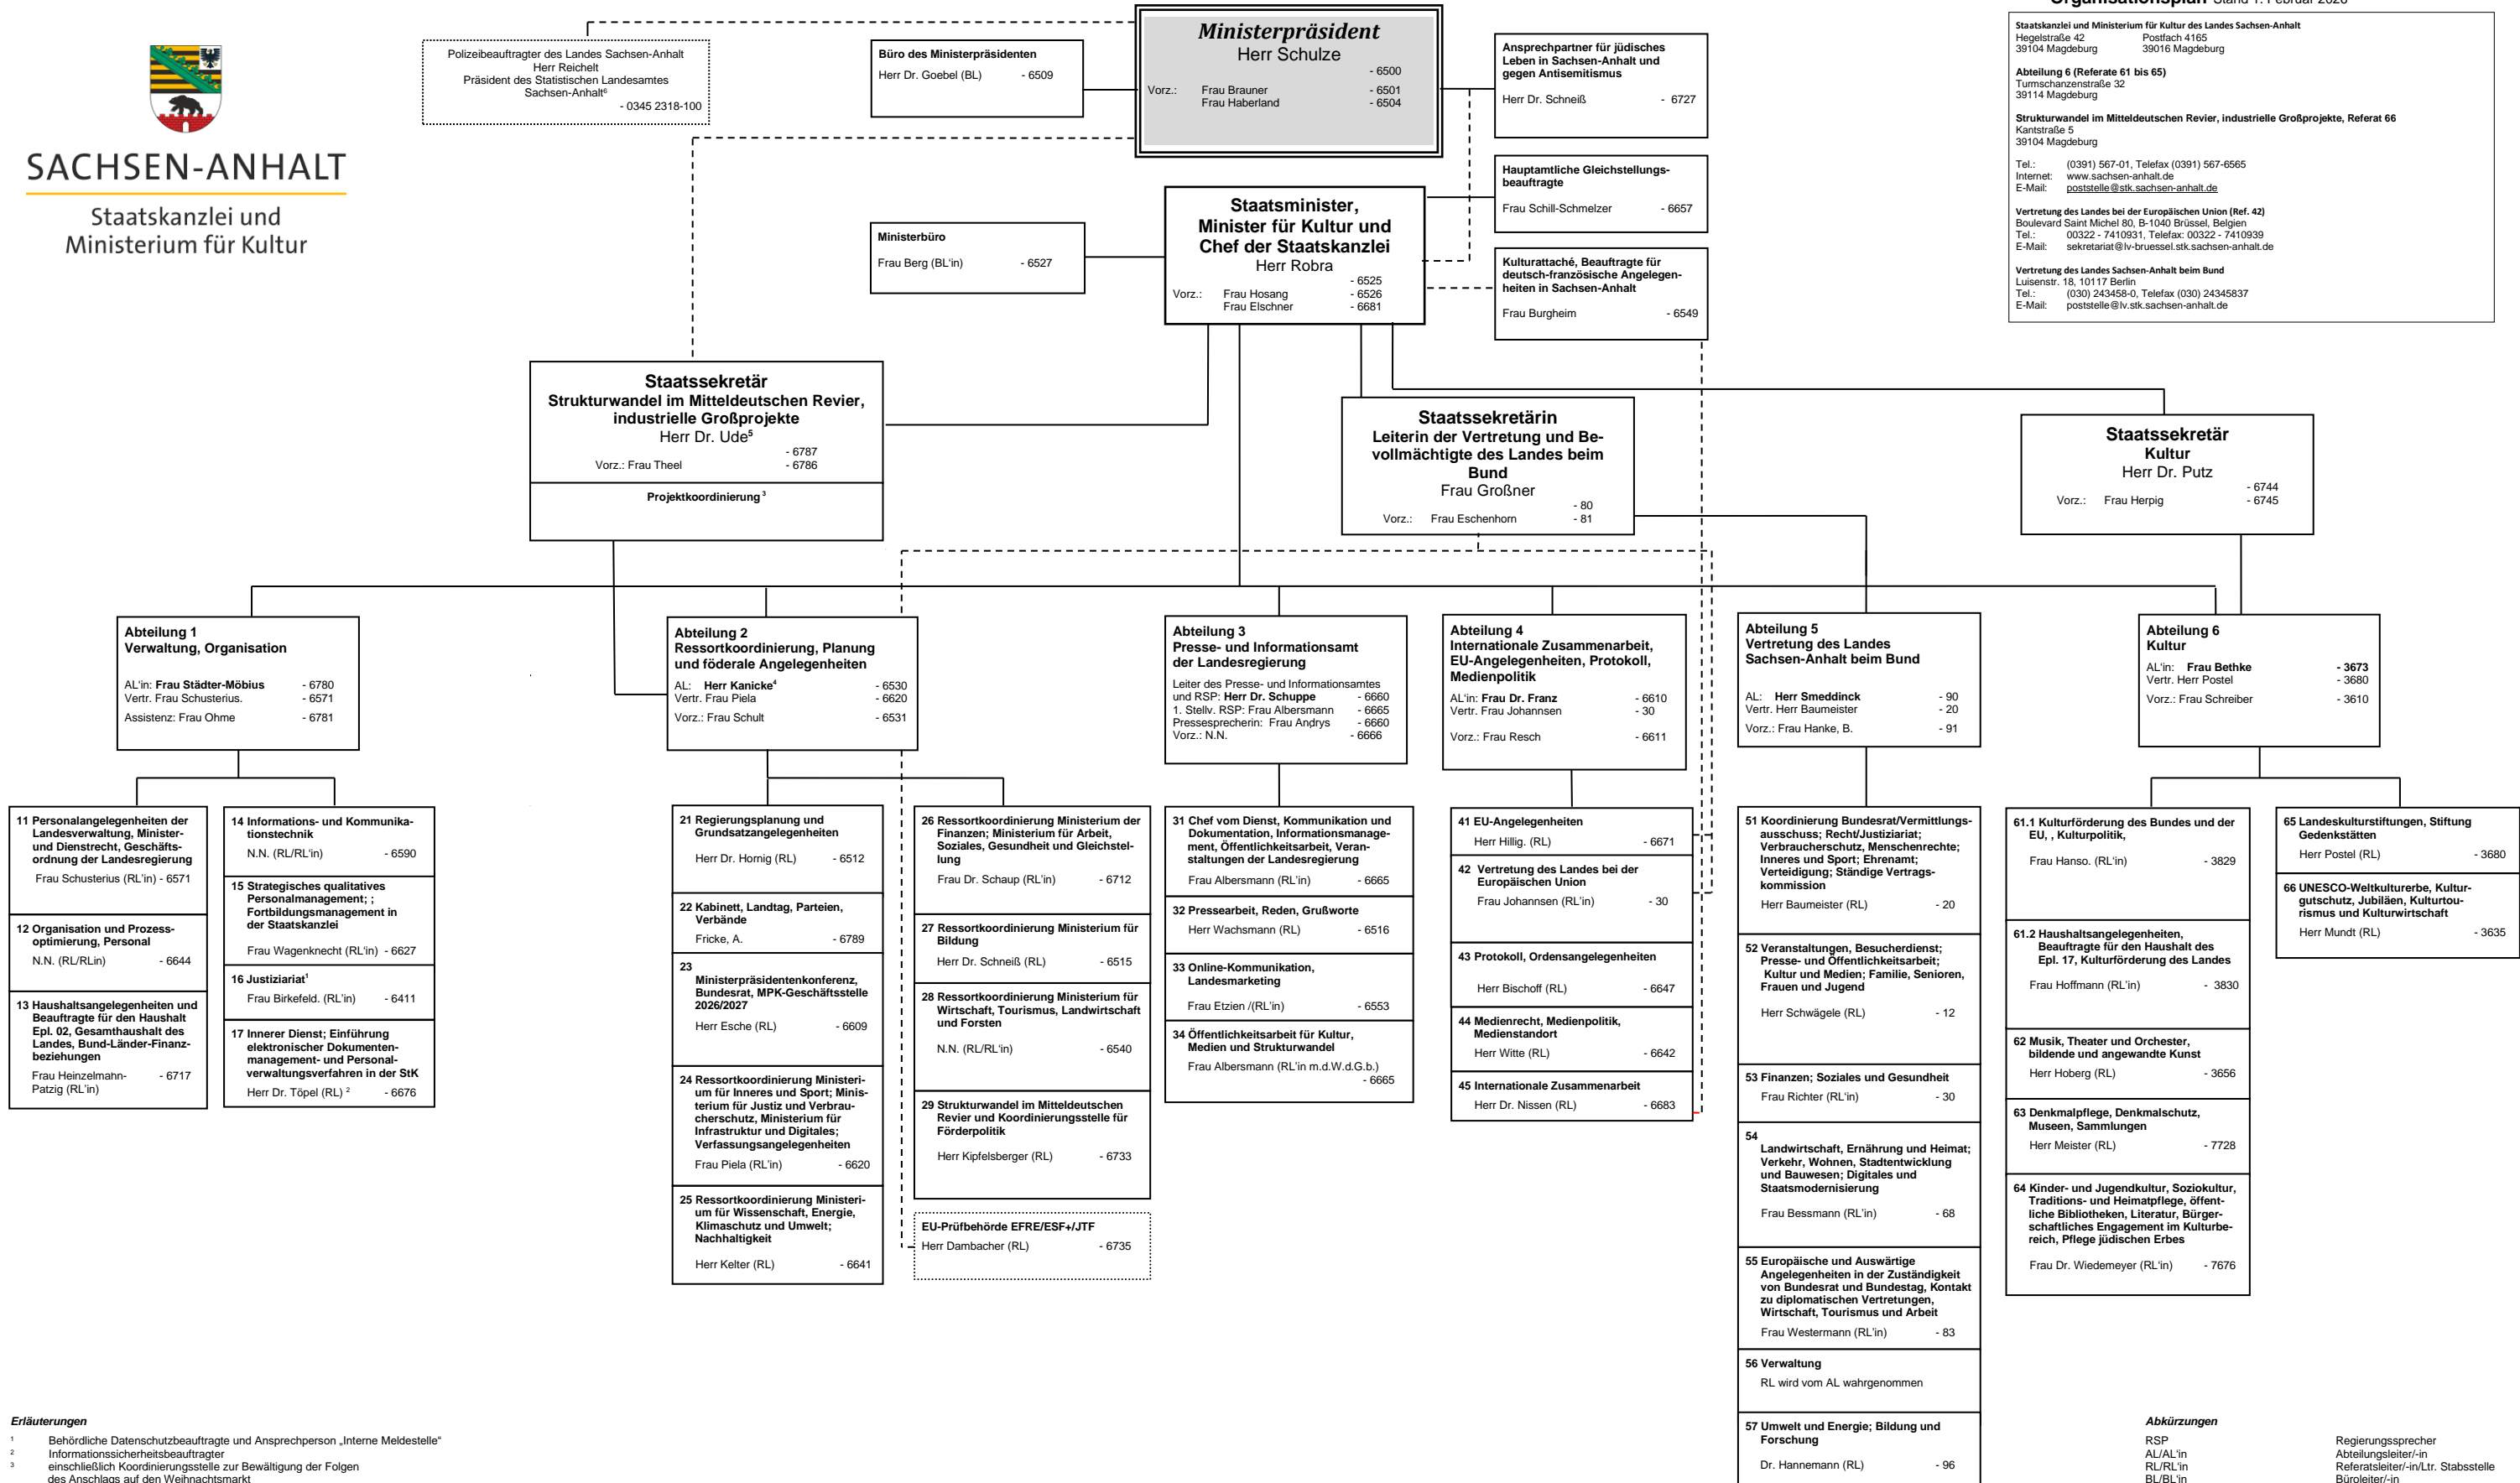 Organisationsplan Stand 1. Februar 2026
SACHSEN-ANHALT
Staatskanzlei und
Ministerium für Kultur
Polizeibeauftragter des Landes Sachsen-Anhalt
Herr Reichelt
Präsident des Statistischen Landesamtes
Sachsen-Anhalt⁶
- 0345 2318-100
Büro des Ministerpräsidenten
Herr Dr. Goebel (BL) - 6509
Ministerpräsident
Herr Schulze
- 6500
Vorz.: Frau Brauner - 6501
Frau Haberland - 6504
Ansprechpartner für jüdisches
Leben in Sachsen-Anhalt und
gegen Antisemitismus
Herr Dr. Schneiß - 6727
Hauptamtliche Gleichstellungs-
beauftragte
Frau Schill-Schmelzer - 6657
Kulturattaché, Beauftragte für
deutsch-französische Angelegen-
heiten in Sachsen-Anhalt
Frau Burgheim - 6549
Staatskanzlei und Ministerium für Kultur des Landes Sachsen-Anhalt
Hegelstraße 42 Postfach 4165
39104 Magdeburg 39016 Magdeburg
Abteilung 6 (Referate 61 bis 65)
Turmschanzenstraße 32
39114 Magdeburg
Strukturwandel im Mitteldeutschen Revier, industrielle Großprojekte, Referat 66
Kantstraße 5
39104 Magdeburg
Tel.: (0391) 567-01, Telefax (0391) 567-6565
Internet: www.sachsen-anhalt.de
E-Mail: poststelle@stk.sachsen-anhalt.de
Vertretung des Landes bei der Europäischen Union (Ref. 42)
Boulevard Saint Michel 80, B-1040 Brüssel, Belgien
Tel.: 00322 - 7410931, Telefax: 00322 - 7410939
E-Mail: sekretariat@lv-bruessel.stk.sachsen-anhalt.de
Vertretung des Landes Sachsen-Anhalt beim Bund
Luisenstr. 18, 10117 Berlin
Tel.: (030) 243458-0, Telefax (030) 24345837
E-Mail: poststelle@lv.stk.sachsen-anhalt.de
Ministerbüro
Frau Berg (BL'in) - 6527
Staatsminister,
Minister für Kultur und
Chef der Staatskanzlei
Herr Robra
- 6525
Vorz.: Frau Hosang - 6526
Frau Elschner - 6681
Staatssekretär
Strukturwandel im Mitteldeutschen Revier,
industrielle Großprojekte
Herr Dr. Ude⁵
- 6787
Vorz.: Frau Theel - 6786
Projektkoordinierung ³
Staatssekretärin
Leiterin der Vertretung und Be-
vollmächtigte des Landes beim
Bund
Frau Großner
- 80
Vorz.: Frau Eschenhorn - 81
Staatssekretär
Kultur
Herr Dr. Putz
- 6744
Vorz.: Frau Herpig - 6745
Abteilung 1
Verwaltung, Organisation
AL'in: Frau Städter-Möbius - 6780
Vertr. Frau Schusterius. - 6571
Assistenz: Frau Ohme - 6781
Abteilung 2
Ressortkoordinierung, Planung
und föderale Angelegenheiten
AL: Herr Kanicke⁴ - 6530
Vertr. Frau Piela - 6620
Vorz.: Frau Schult - 6531
Abteilung 3
Presse- und Informationsamt
der Landesregierung
Leiter des Presse- und Informationsamtes
und RSP: Herr Dr. Schuppe - 6660
1. Stellv. RSP: Frau Albersmann - 6665
Pressesprecherin: Frau Andrys - 6660
Vorz.: N.N. - 6666
Abteilung 4
Internationale Zusammenarbeit,
EU-Angelegenheiten, Protokoll,
Medienpolitik
AL'in: Frau Dr. Franz - 6610
Vertr. Frau Johannsen - 30
Vorz.: Frau Resch - 6611
Abteilung 5
Vertretung des Landes
Sachsen-Anhalt beim Bund
AL: Herr Smeddinck - 90
Vertr. Herr Baumeister - 20
Vorz.: Frau Hanke, B. - 91
Abteilung 6
Kultur
AL'in: Frau Bethke - 3673
Vertr. Herr Postel - 3680
Vorz.: Frau Schreiber - 3610
11 Personalangelegenheiten der
Landesverwaltung, Minister-
und Dienstrecht, Geschäfts-
ordnung der Landesregierung
Frau Schusterius (RL'in) - 6571
12 Organisation und Prozess-
optimierung, Personal
N.N. (RL/RLin) - 6644
13 Haushaltsangelegenheiten und
Beauftragte für den Haushalt
Epl. 02, Gesamthaushalt des
Landes, Bund-Länder-Finanz-
beziehungen
Frau Heinzelmann- - 6717
Patzig (RL'in)
14 Informations- und Kommunika-
tionstechnik
N.N. (RL/RL'in) - 6590
15 Strategisches qualitatives
Personalmanagement; ;
Fortbildungsmanagement in
der Staatskanzlei
Frau Wagenknecht (RL'in) - 6627
16 Justiziariat¹
Frau Birkefeld. (RL'in) - 6411
17 Innerer Dienst; Einführung
elektronischer Dokumenten-
management- und Personal-
verwaltungsverfahren in der StK
Herr Dr. Töpel (RL) ² - 6676
21 Regierungsplanung und
Grundsatzangelegenheiten
Herr Dr. Hornig (RL) - 6512
22 Kabinett, Landtag, Parteien,
Verbände
Fricke, A. - 6789
23
Ministerpräsidentenkonferenz,
Bundesrat, MPK-Geschäftsstelle
2026/2027
Herr Esche (RL) - 6609
24 Ressortkoordinierung Ministeri-
um für Inneres und Sport; Minis-
terium für Justiz und Verbrau-
cherschutz, Ministerium für
Infrastruktur und Digitales;
Verfassungsangelegenheiten
Frau Piela (RL'in) - 6620
25 Ressortkoordinierung Ministeri-
um für Wissenschaft, Energie,
Klimaschutz und Umwelt;
Nachhaltigkeit
Herr Kelter (RL) - 6641
26 Ressortkoordinierung Ministerium der
Finanzen; Ministerium für Arbeit,
Soziales, Gesundheit und Gleichstel-
lung
Frau Dr. Schaup (RL'in) - 6712
27 Ressortkoordinierung Ministerium für
Bildung
Herr Dr. Schneiß (RL) - 6515
28 Ressortkoordinierung Ministerium für
Wirtschaft, Tourismus, Landwirtschaft
und Forsten
N.N. (RL/RL'in) - 6540
29 Strukturwandel im Mitteldeutschen
Revier und Koordinierungsstelle für
Förderpolitik
Herr Kipfelsberger (RL) - 6733
EU-Prüfbehörde EFRE/ESF+/JTF
Herr Dambacher (RL) - 6735
31 Chef vom Dienst, Kommunikation und
Dokumentation, Informationsmanage-
ment, Öffentlichkeitsarbeit, Veran-
staltungen der Landesregierung
Frau Albersmann (RL'in) - 6665
32 Pressearbeit, Reden, Grußworte
Herr Wachsmann (RL) - 6516
33 Online-Kommunikation,
Landesmarketing
Frau Etzien /(RL'in) - 6553
34 Öffentlichkeitsarbeit für Kultur,
Medien und Strukturwandel
Frau Albersmann (RL'in m.d.W.d.G.b.)
- 6665
41 EU-Angelegenheiten
Herr Hillig. (RL) - 6671
42 Vertretung des Landes bei der
Europäischen Union
Frau Johannsen (RL'in) - 30
43 Protokoll, Ordensangelegenheiten
Herr Bischoff (RL) - 6647
44 Medienrecht, Medienpolitik,
Medienstandort
Herr Witte (RL) - 6642
45 Internationale Zusammenarbeit
Herr Dr. Nissen (RL) - 6683
51 Koordinierung Bundesrat/Vermittlungs-
ausschuss; Recht/Justiziariat;
Verbraucherschutz, Menschenrechte;
Inneres und Sport; Ehrenamt;
Verteidigung; Ständige Vertrags-
kommission
Herr Baumeister (RL) - 20
52 Veranstaltungen, Besucherdienst;
Presse- und Öffentlichkeitsarbeit;
Kultur und Medien; Familie, Senioren,
Frauen und Jugend
Herr Schwägele (RL) - 12
53 Finanzen; Soziales und Gesundheit
Frau Richter (RL'in) - 30
54
Landwirtschaft, Ernährung und Heimat;
Verkehr, Wohnen, Stadtentwicklung
und Bauwesen; Digitales und
Staatsmodernisierung
Frau Bessmann (RL'in) - 68
55 Europäische und Auswärtige
Angelegenheiten in der Zuständigkeit
von Bundesrat und Bundestag, Kontakt
zu diplomatischen Vertretungen,
Wirtschaft, Tourismus und Arbeit
Frau Westermann (RL'in) - 83
56 Verwaltung
RL wird vom AL wahrgenommen
57 Umwelt und Energie; Bildung und
Forschung
Dr. Hannemann (RL) - 96
61.1 Kulturförderung des Bundes und der
EU, , Kulturpolitik,
Frau Hanso. (RL'in) - 3829
61.2 Haushaltsangelegenheiten,
Beauftragte für den Haushalt des
Epl. 17, Kulturförderung des Landes
Frau Hoffmann (RL'in) - 3830
62 Musik, Theater und Orchester,
bildende und angewandte Kunst
Herr Hoberg (RL) - 3656
63 Denkmalpflege, Denkmalschutz,
Museen, Sammlungen
Herr Meister (RL) - 7728
64 Kinder- und Jugendkultur, Soziokultur,
Traditions- und Heimatpflege, öffent-
liche Bibliotheken, Literatur, Bürger-
schaftliches Engagement im Kulturbe-
reich, Pflege jüdischen Erbes
Frau Dr. Wiedemeyer (RL'in) - 7676
65 Landeskulturstiftungen, Stiftung
Gedenkstätten
Herr Postel (RL) - 3680
66 UNESCO-Weltkulturerbe, Kultur-
gutschutz, Jubiläen, Kulturtou-
rismus und Kulturwirtschaft
Herr Mundt (RL) - 3635
Erläuterungen
¹ Behördliche Datenschutzbeauftragte und Ansprechperson „Interne Meldestelle“
² Informationssicherheitsbeauftragter
³ einschließlich Koordinierungsstelle zur Bewältigung der Folgen
des Anschlags auf den Weihnachtsmarkt
Abkürzungen
RSP Regierungssprecher
AL/AL'in Abteilungsleiter/-in
RL/RL'in Referatsleiter/-in/Ltr. Stabsstelle
BL/BL'in Büroleiter/-in